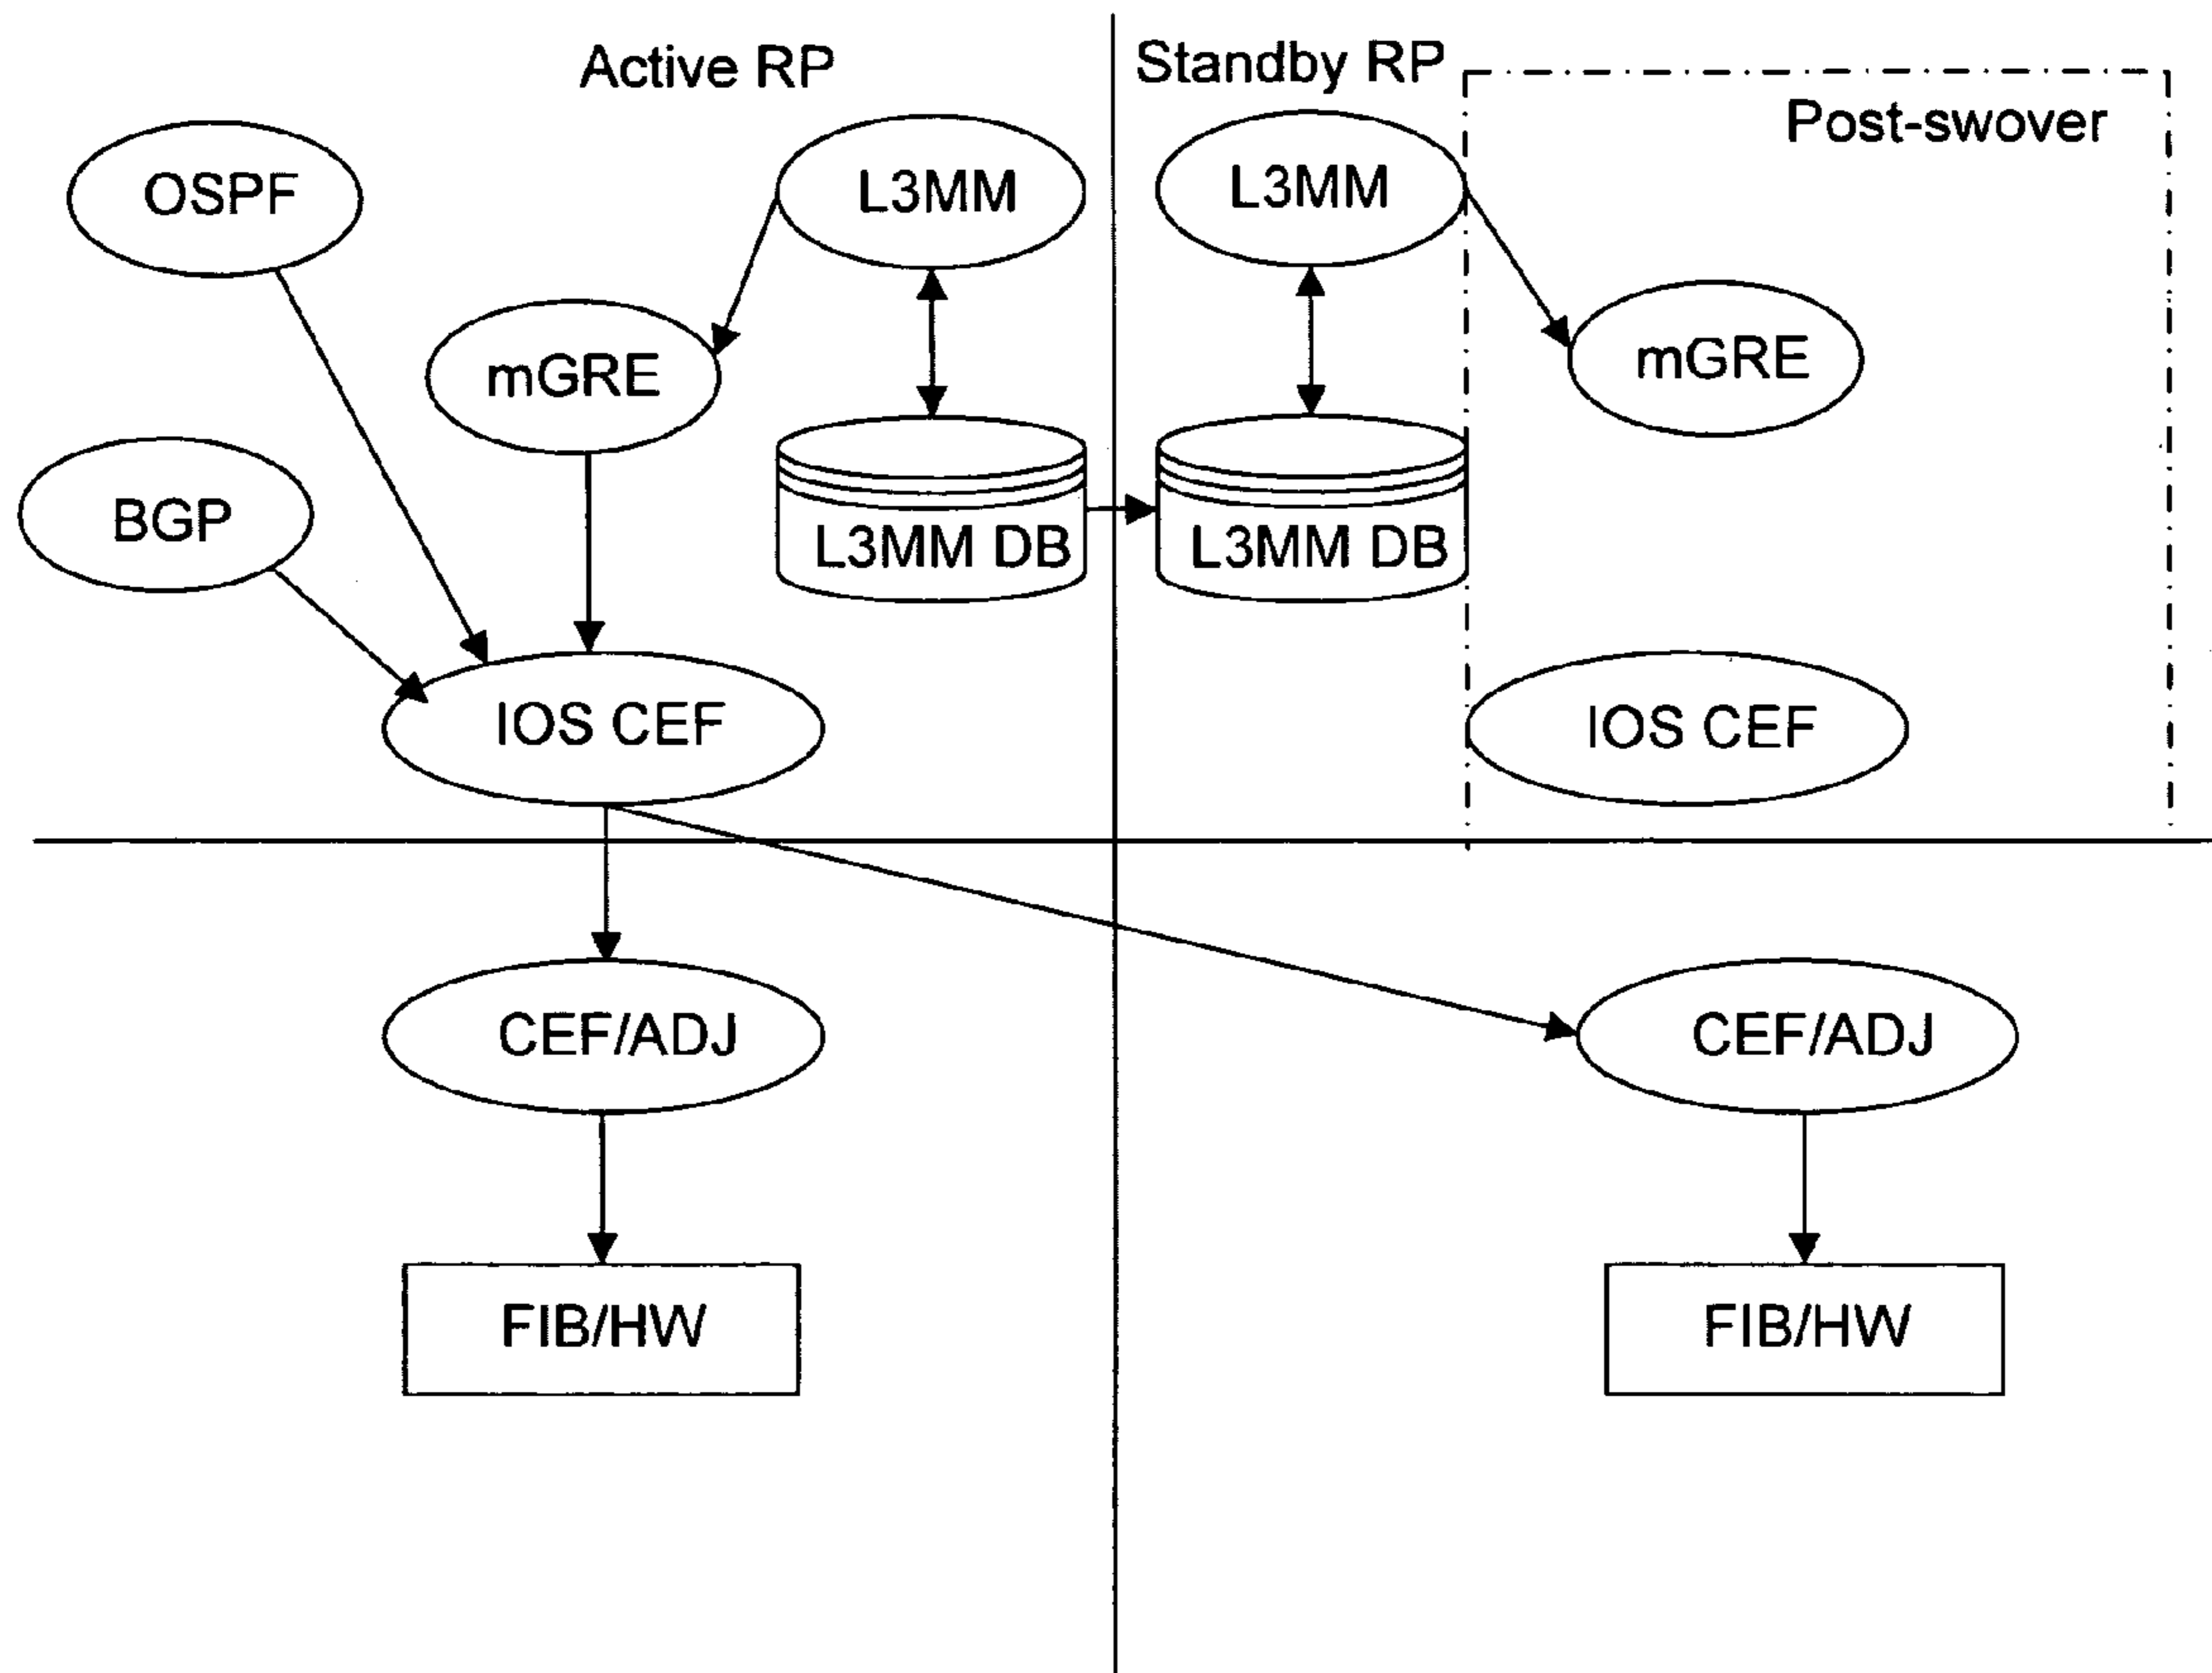 Active RP
Standby RP
Post-swover
OSPF
L3MM
L3MM
mGRE
mGRE
BGP
L3MM DB
L3MM DB
IOS CEF
IOS CEF
CEF/ADJ
CEF/ADJ
FIB/HW
FIB/HW